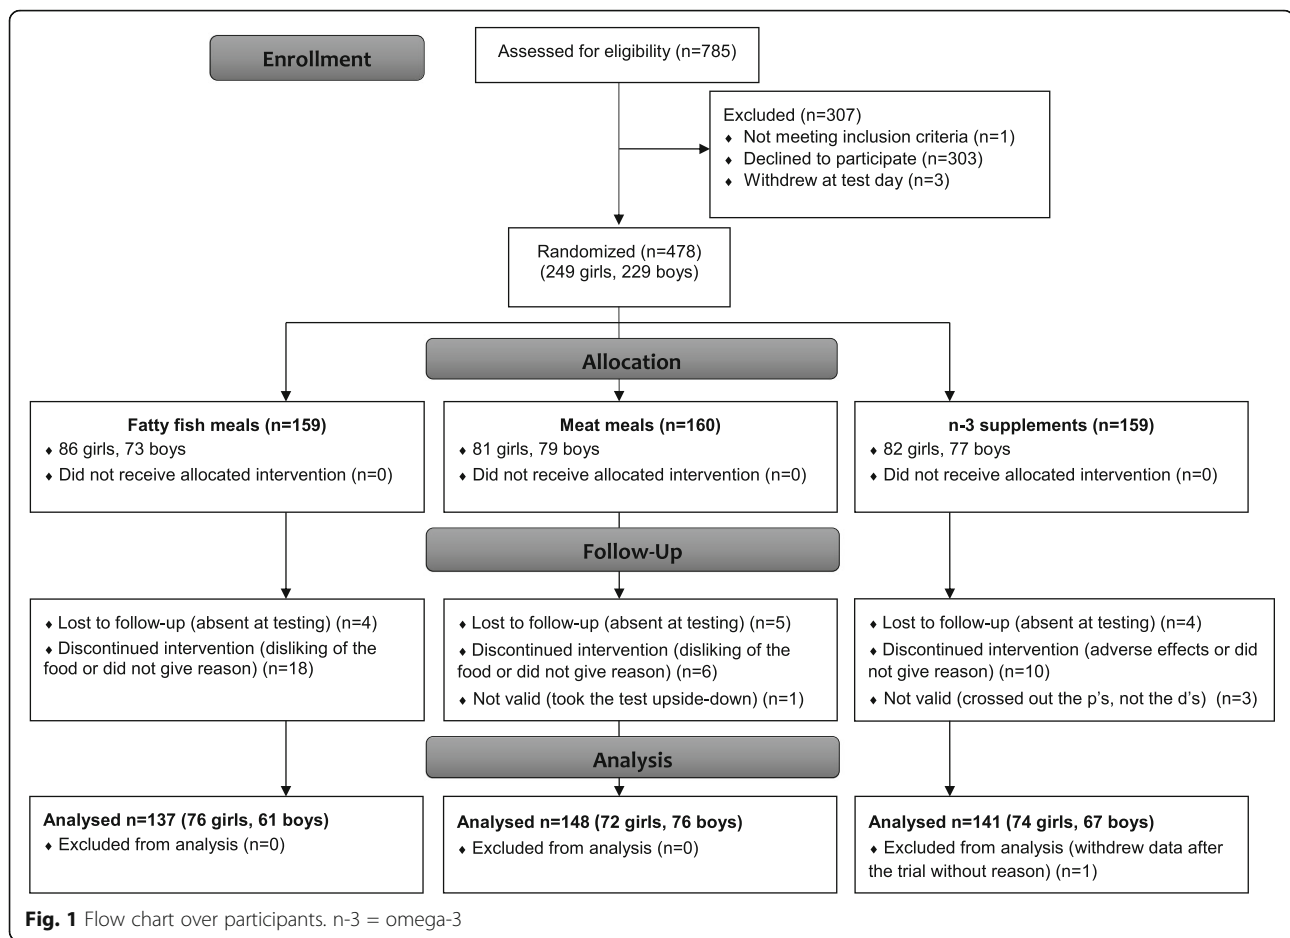 Enrollment
Assessed for eligibility (n=785)
Excluded (n=307)
♦ Not meeting inclusion criteria (n=1)
♦ Declined to participate (n=303)
♦ Withdrew at test day (n=3)
Randomized (n=478)
(249 girls, 229 boys)
Allocation
Fatty fish meals (n=159)
♦ 86 girls, 73 boys
♦ Did not receive allocated intervention (n=0)
Meat meals (n=160)
♦ 81 girls, 79 boys
♦ Did not receive allocated intervention (n=0)
n-3 supplements (n=159)
♦ 82 girls, 77 boys
♦ Did not receive allocated intervention (n=0)
Follow-Up
♦ Lost to follow-up (absent at testing) (n=4)
♦ Discontinued intervention (disliking of the
food or did not give reason) (n=18)
♦ Lost to follow-up (absent at testing) (n=5)
♦ Discontinued intervention (disliking of the
food or did not give reason) (n=6)
♦ Not valid (took the test upside-down) (n=1)
♦ Lost to follow-up (absent at testing) (n=4)
♦ Discontinued intervention (adverse effects or did
not give reason) (n=10)
♦ Not valid (crossed out the p's, not the d's) (n=3)
Analysis
Analysed n=137 (76 girls, 61 boys)
♦ Excluded from analysis (n=0)
Analysed n=148 (72 girls, 76 boys)
♦ Excluded from analysis (n=0)
Analysed n=141 (74 girls, 67 boys)
♦ Excluded from analysis (withdrew data after
the trial without reason) (n=1)
Fig. 1 Flow chart over participants. n-3 = omega-3